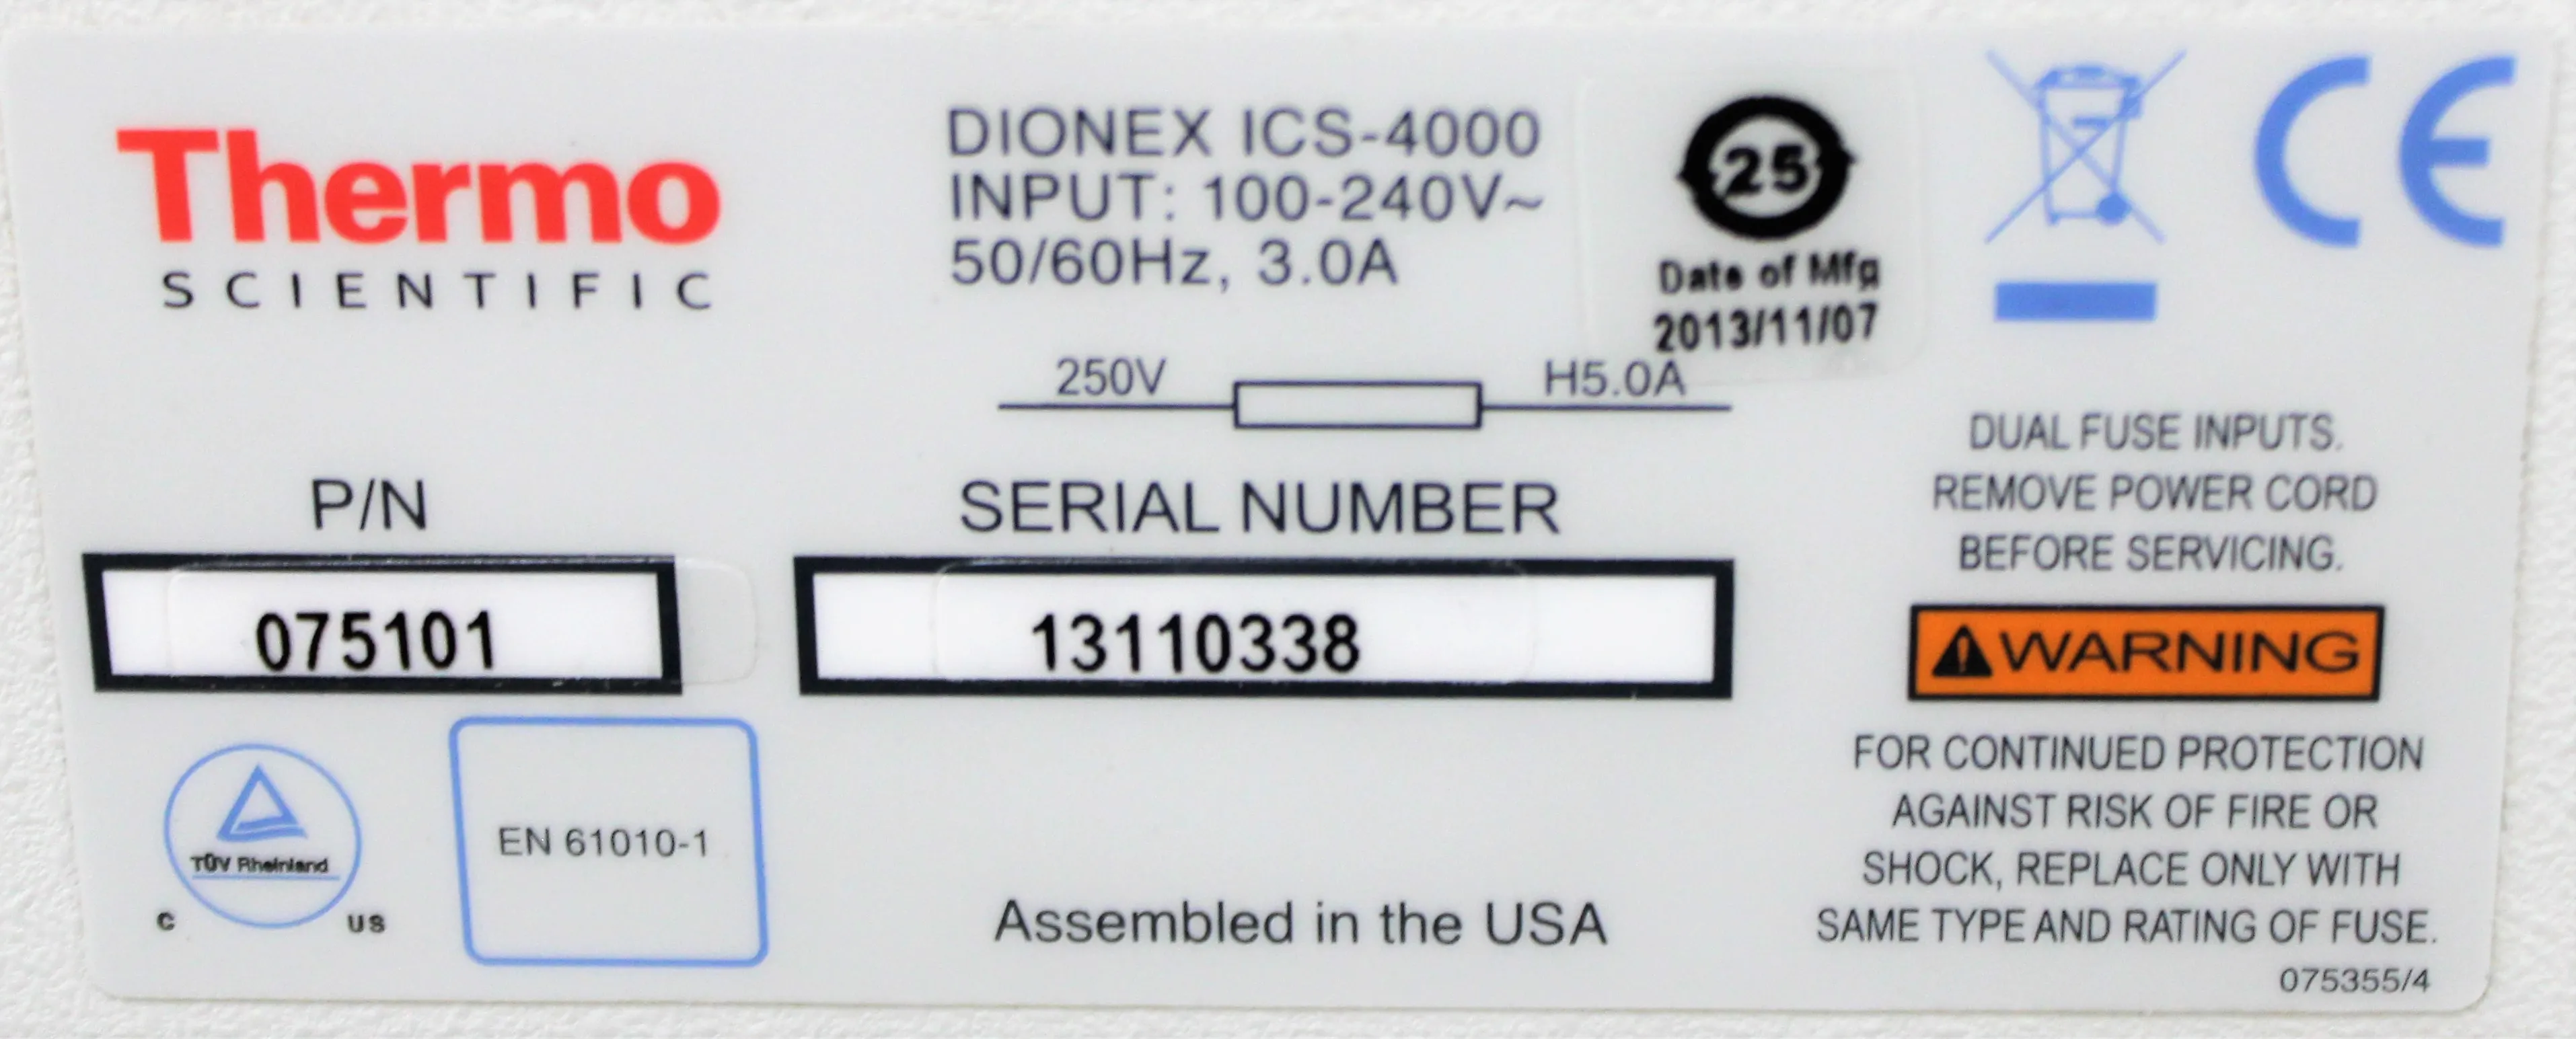 Thermo
SCIENTIFIC
DIONEX ICS-4000
INPUT: 100-240V~
50/60Hz, 3.0A
25
Date of Mfg
2013/11/07
CE
250V
H5.0A
P/N
075101
SERIAL NUMBER
13110338
DUAL FUSE INPUTS.
REMOVE POWER CORD
BEFORE SERVICING.
WARNING
FOR CONTINUED PROTECTION
AGAINST RISK OF FIRE OR
SHOCK, REPLACE ONLY WITH
SAME TYPE AND RATING OF FUSE.
075355/4
TÜV Rheinland
C US
EN 61010-1
Assembled in the USA